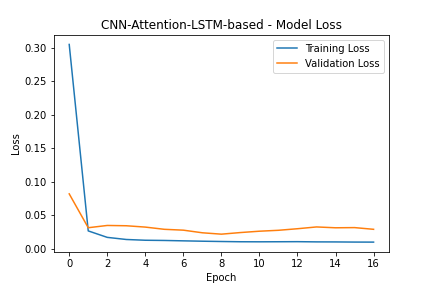 CNN-Attention-LSTM-based - Model Loss
Training Loss
Validation Loss
0.30
0.25
0.20
0.15
0.10
0.05
0.00
Loss
0 2 4 6 8 10 12 14 16
Epoch